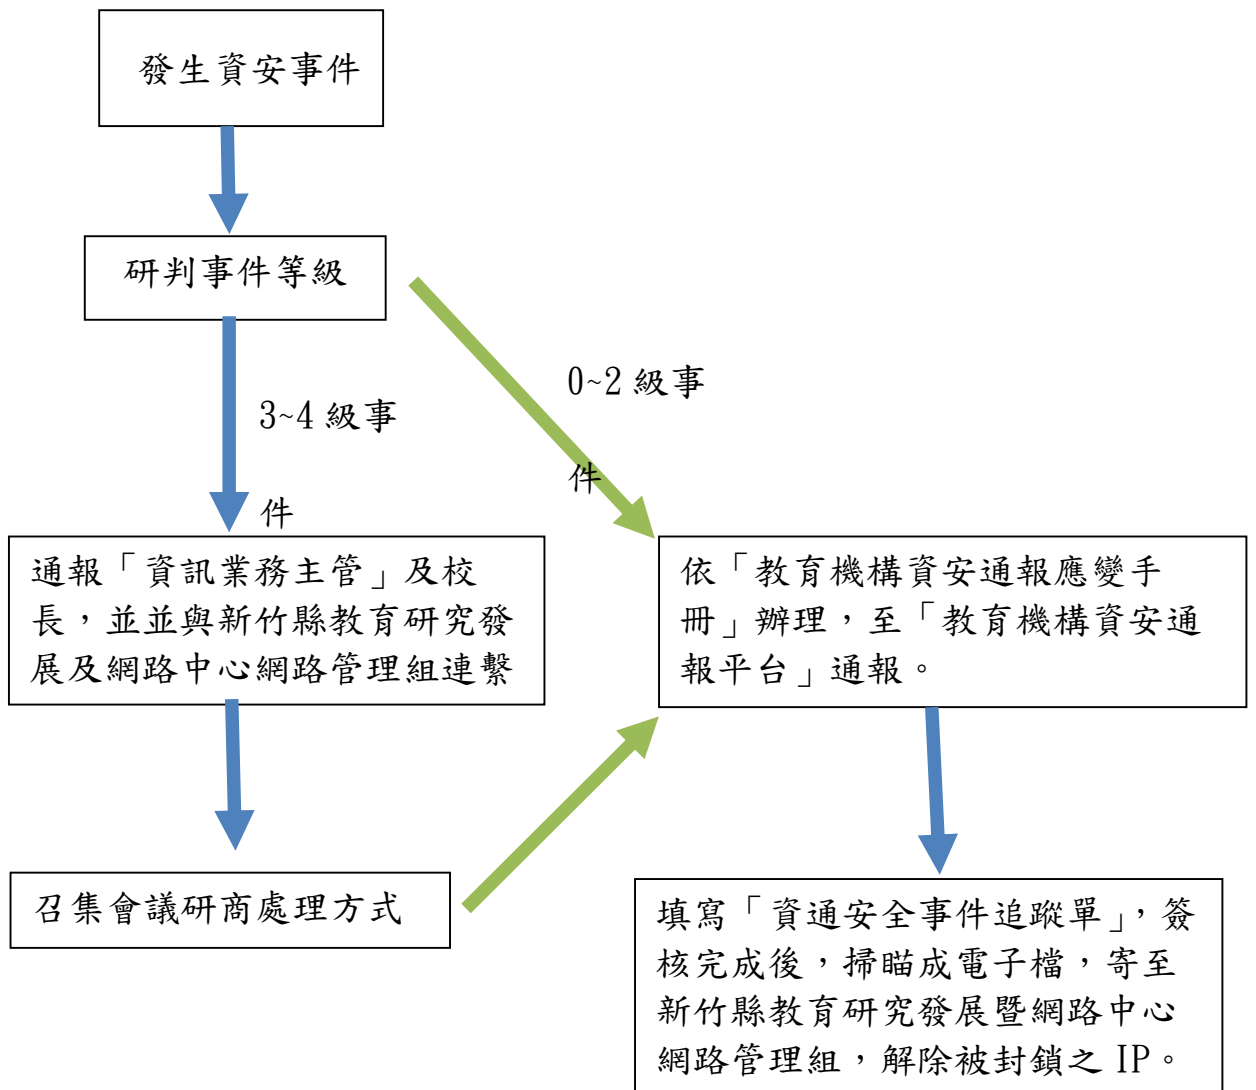 發生資安事件
研判事件等級
0~2 級事
件
3~4 級事
件
通報「資訊業務主管」及校
長，並並與新竹縣教育研究發
展及網路中心網路管理組連繫
依「教育機構資安通報應變手
冊」辦理，至「教育機構資安通
報平台」通報。
召集會議研商處理方式
填寫「資通安全事件追蹤單」，簽
核完成後，掃瞄成電子檔，寄至
新竹縣教育研究發展暨網路中心
網路管理組，解除被封鎖之 IP。